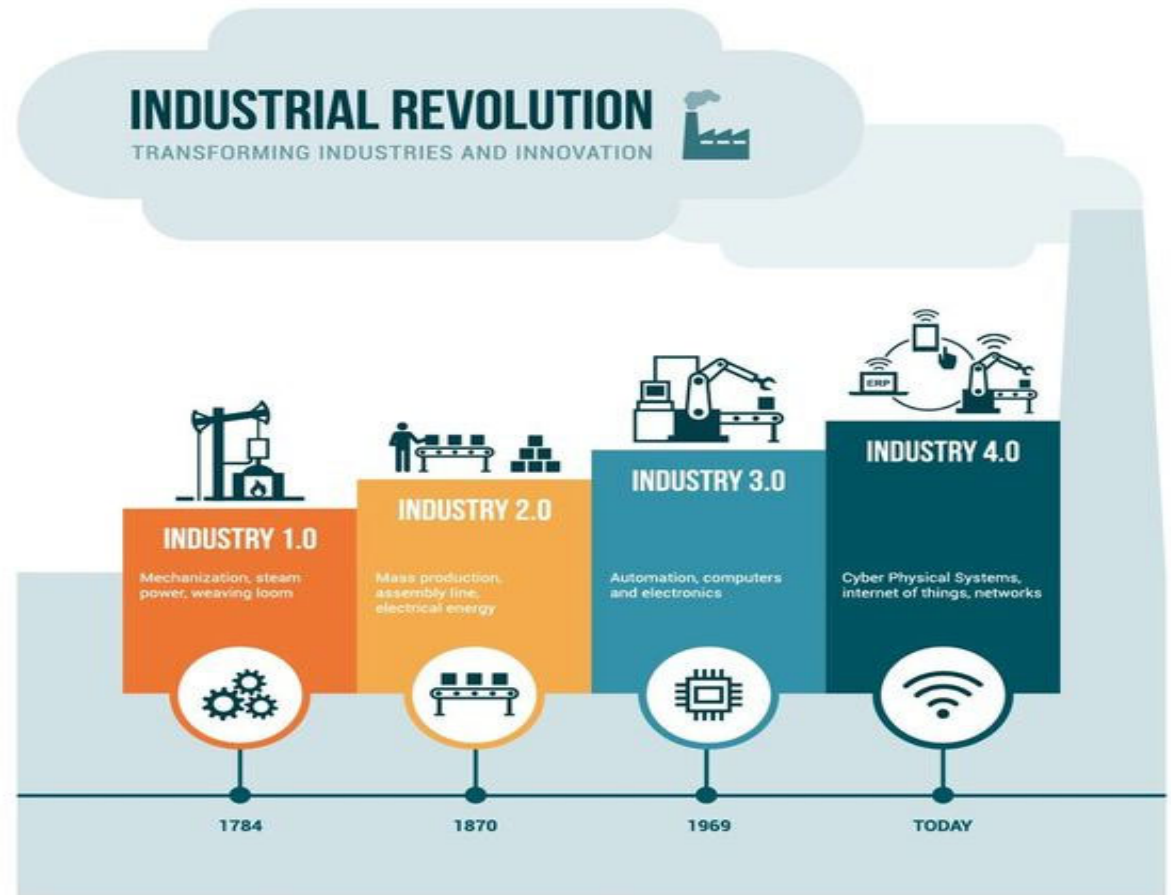 INDUSTRIAL REVOLUTION
TRANSFORMING INDUSTRIES AND INNOVATION
ERP
INDUSTRY 1.0
Mechanization, steam
power, weaving loom
INDUSTRY 2.0
Mass production,
assembly line,
electrical energy
INDUSTRY 3.0
Automation, computers
and electronics
INDUSTRY 4.0
Cyber Physical Systems,
internet of things, networks
1784
1870
1969
TODAY